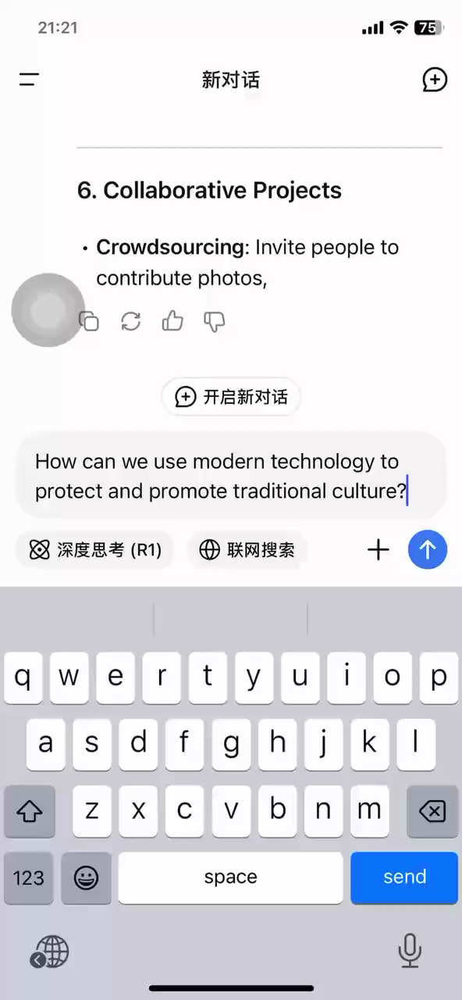 21:21
75
新对话
6. Collaborative Projects
• Crowdsourcing: Invite people to
contribute photos,
开启新对话
How can we use modern technology to
protect and promote traditional culture?
深度思考 (R1)
联网搜索
q w e r t y u i o p
a s d f g h j k l
z x c v b n m
123
space
send